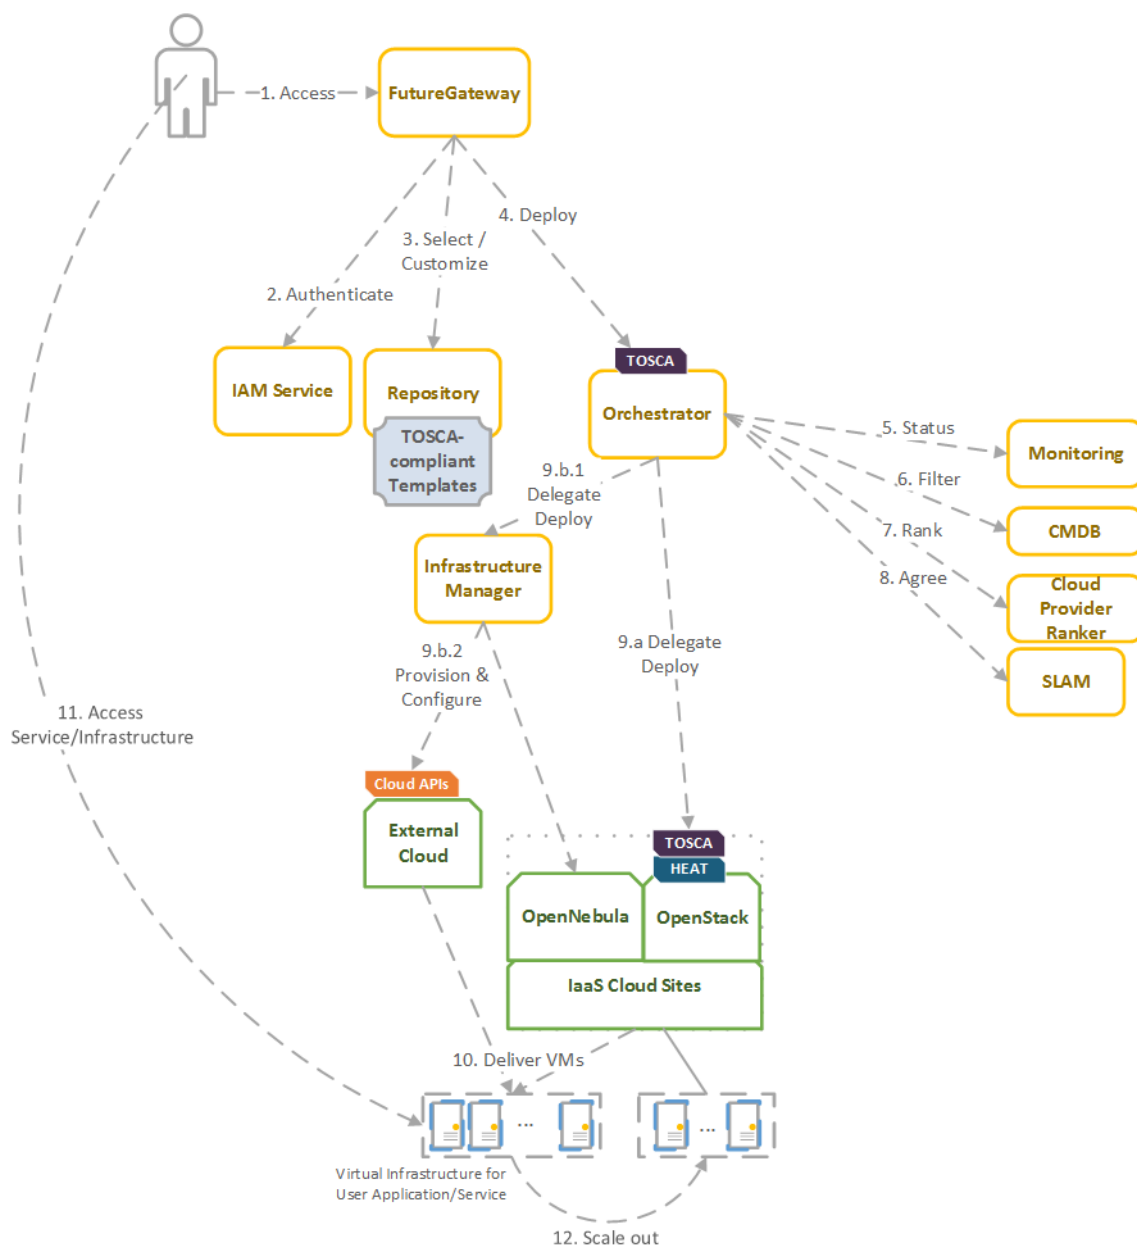 1. Access
FutureGateway
4. Deploy
3. Select /
Customize
2. Authenticate
IAM Service
Repository
TOSCA-
compliant
Templates
TOSCA
Orchestrator
5. Status
Monitoring
6. Filter
CMDB
7. Rank
Cloud
Provider
Ranker
8. Agree
SLAM
9.b.1
Delegate
Deploy
Infrastructure
Manager
9.b.2
Provision &
Configure
9.a Delegate
Deploy
11. Access
Service/Infrastructure
Cloud APIs
External
Cloud
TOSCA
HEAT
OpenNebula
OpenStack
IaaS Cloud Sites
10. Deliver VMs
...
...
Virtual Infrastructure for
User Application/Service
12. Scale out